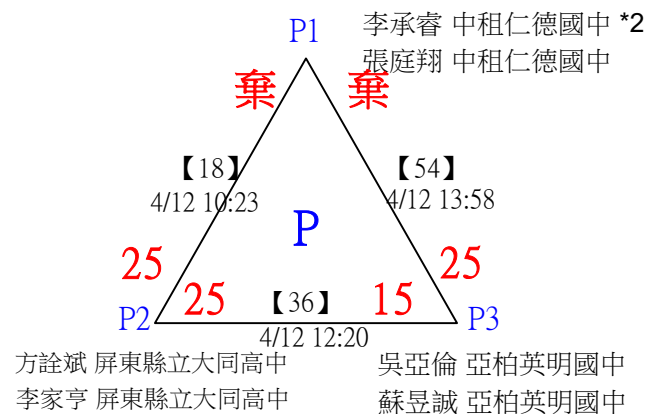 P1
李承睿 中租仁德國中 *2
張庭翔 中租仁德國中
棄 棄
【18】
4/12 10:23
【54】
4/12 13:58
P
25 25
25 【36】 15
P2 P3
4/12 12:20
方詮斌 屏東縣立大同高中
李家亨 屏東縣立大同高中
吳亞倫 亞柏英明國中
蘇昱誠 亞柏英明國中